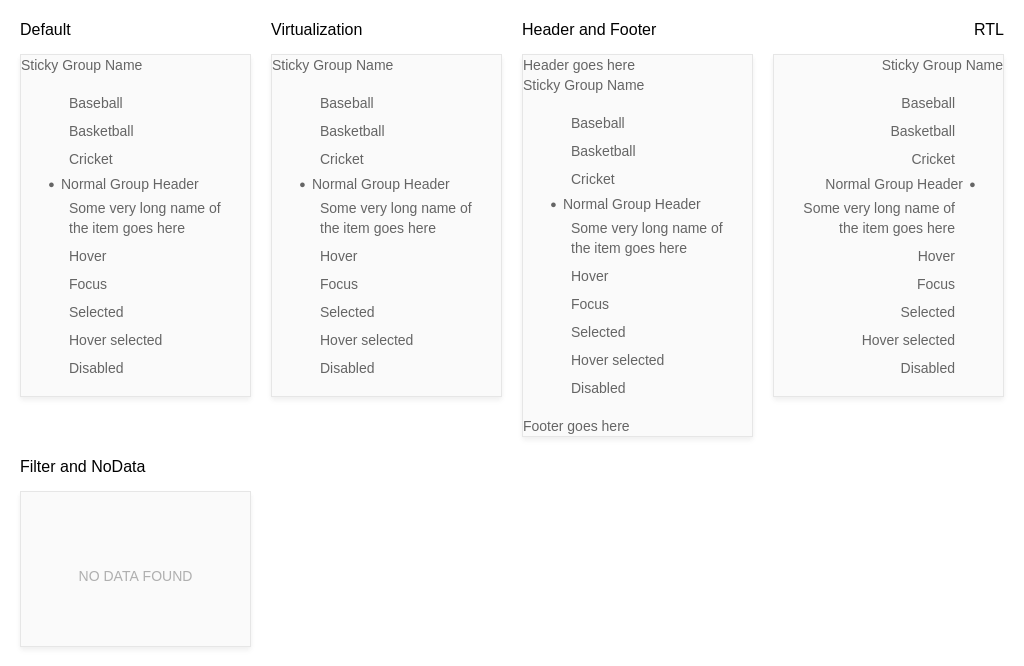 Default
Sticky Group Name
Baseball
Basketball
Cricket
Normal Group Header
Some very long name of
the item goes here
Hover
Focus
Selected
Hover selected
Disabled
Virtualization
Sticky Group Name
Baseball
Basketball
Cricket
Normal Group Header
Some very long name of
the item goes here
Hover
Focus
Selected
Hover selected
Disabled
Header and Footer
Header goes here
Sticky Group Name
Baseball
Basketball
Cricket
Normal Group Header
Some very long name of
the item goes here
Hover
Focus
Selected
Hover selected
Disabled
Footer goes here
RTL
Sticky Group Name
Baseball
Basketball
Cricket
Normal Group Header
Some very long name of
the item goes here
Hover
Focus
Selected
Hover selected
Disabled
Filter and NoData
NO DATA FOUND